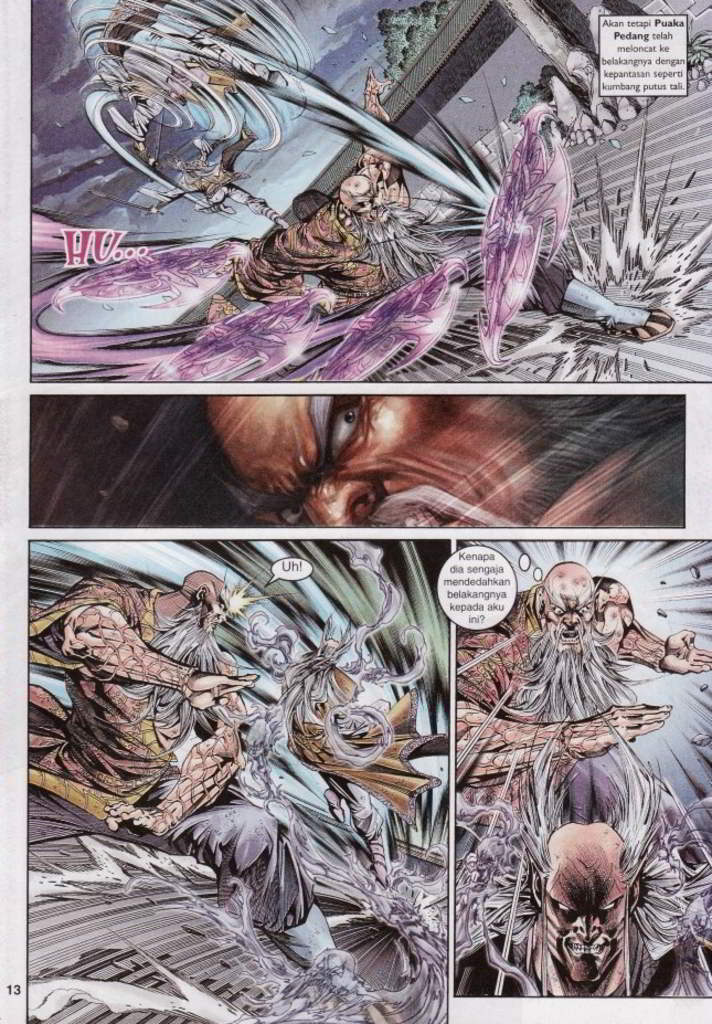 Akan tetapi Puaka
Pedang telah
meloncat ke
belakangnya dengan
kepantasan seperti
kumbang putus tali.
HU...
Uh!
Kenapa
dia sengaja
mendedahkan
belakangnya
kepada aku
ini?
13